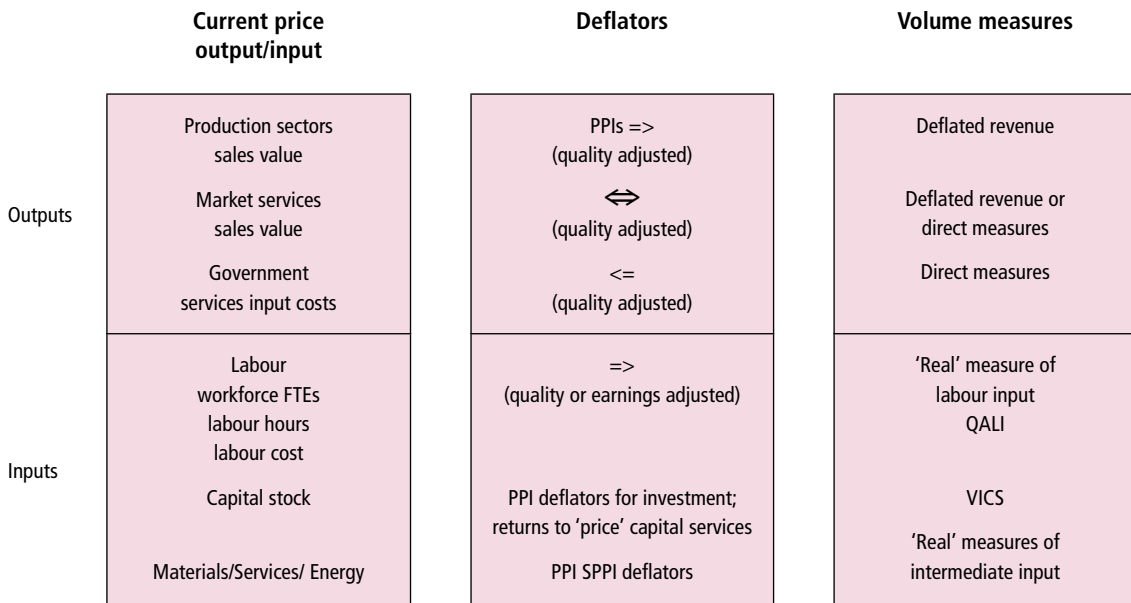 Current price
output/input
Deflators
Volume measures
Outputs
Production sectors
sales value
PPIs =>
(quality adjusted)
Deflated revenue
Market services
sales value
⇔
(quality adjusted)
Deflated revenue or
direct measures
Government
services input costs
<=
(quality adjusted)
Direct measures
Inputs
Labour
workforce FTEs
labour hours
labour cost
=>
(quality or earnings adjusted)
‘Real’ measure of
labour input
QALI
Capital stock
PPI deflators for investment;
returns to ‘price’ capital services
VICS
Materials/Services/ Energy
PPI SPPI deflators
‘Real’ measures of
intermediate input